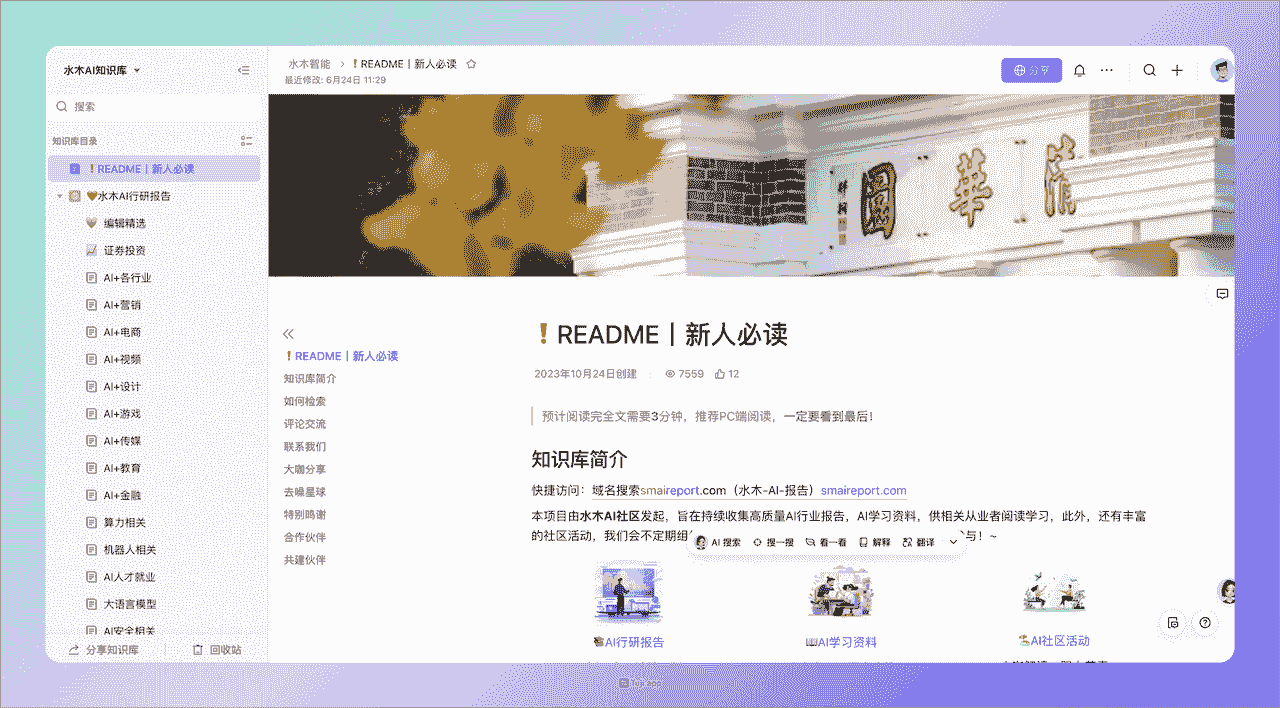 水木AI知识库
搜索
知识库目录
❗README｜新人必读
🤎水木AI行研报告
编辑精选
证券投资
AI+各行业
AI+营销
AI+电商
AI+视频
AI+设计
AI+游戏
AI+传媒
AI+教育
AI+金融
算力相关
机器人相关
AI人才就业
大语言模型
AI安全相关
分享知识库
回收站
水木智能 > ❗README｜新人必读
最近修改: 6月24日 11:29
分享
清華園
❗README｜新人必读
知识库简介
如何检索
评论交流
联系我们
大咖分享
去噪星球
特别鸣谢
合作伙伴
共建伙伴
❗README｜新人必读
2023年10月24日创建
7559
12
预计阅读完全文需要3分钟，推荐PC端阅读，一定要看到最后！
知识库简介
快捷访问：域名搜索smaireport.com（水木-AI-报告）smaireport.com
本项目由水木AI社区发起，旨在持续收集高质量AI行业报告，AI学习资料，供相关从业者阅读学习，此外，还有丰富
的社区活动，我们会不定期组 与！~
AI 搜索 搜一搜 看一看 解释 翻译
📚AI行研报告
📖AI学习资料
🏖AI社区活动